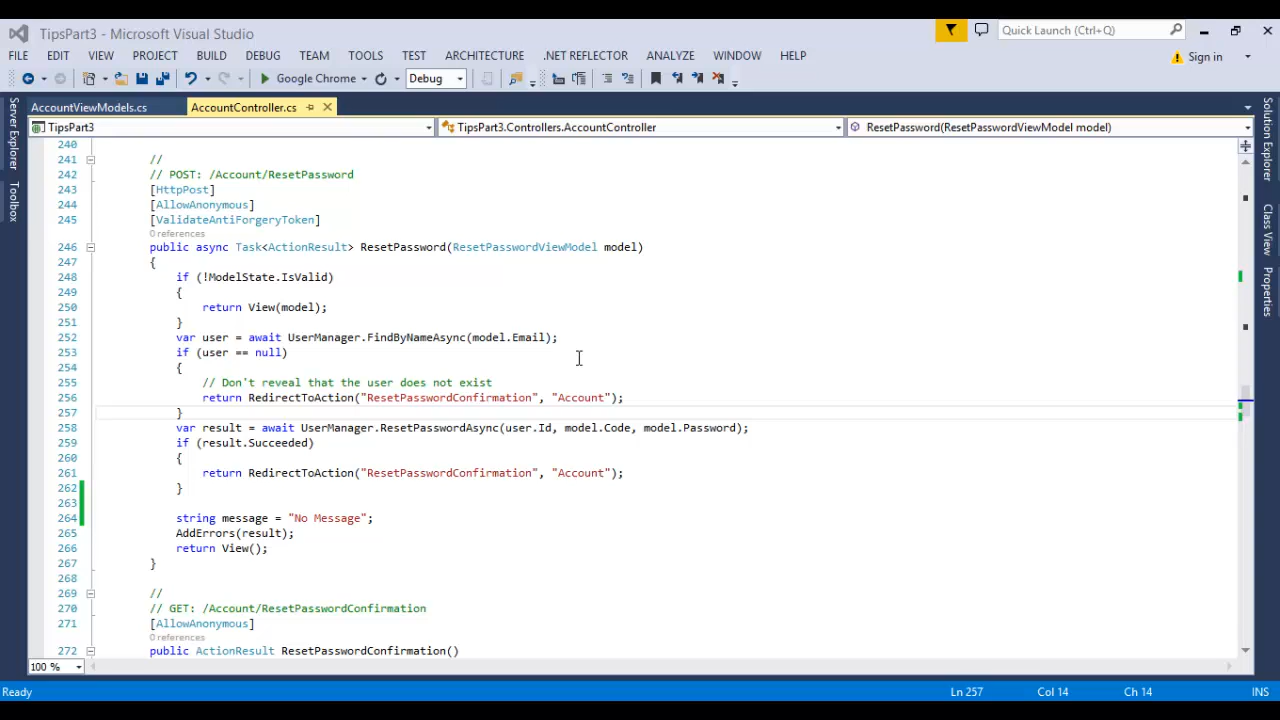 TipsPart3 - Microsoft Visual Studio
Quick Launch (Ctrl+Q)
FILE EDIT VIEW PROJECT BUILD DEBUG TEAM TOOLS TEST ARCHITECTURE .NET REFLECTOR ANALYZE WINDOW HELP
Sign in
Google Chrome Debug
Server Explorer
Toolbox
AccountViewModels.cs AccountController.cs
TipsPart3 TipsPart3.Controllers.AccountController ResetPassword(ResetPasswordViewModel model)
Solution Explorer
Class View
Properties
240
241 //
242 // POST: /Account/ResetPassword
243 [HttpPost]
244 [AllowAnonymous]
245 [ValidateAntiForgeryToken]
0 references
246 public async Task<ActionResult> ResetPassword(ResetPasswordViewModel model)
247 {
248 if (!ModelState.IsValid)
249 {
250 return View(model);
251 }
252 var user = await UserManager.FindByNameAsync(model.Email);
253 if (user == null)
254 {
255 // Don't reveal that the user does not exist
256 return RedirectToAction("ResetPasswordConfirmation", "Account");
257 }
258 var result = await UserManager.ResetPasswordAsync(user.Id, model.Code, model.Password);
259 if (result.Succeeded)
260 {
261 return RedirectToAction("ResetPasswordConfirmation", "Account");
262 }
263
264 string message = "No Message";
265 AddErrors(result);
266 return View();
267 }
268
269 //
270 // GET: /Account/ResetPasswordConfirmation
271 [AllowAnonymous]
0 references
272 public ActionResult ResetPasswordConfirmation()
100 %
Ready Ln 257 Col 14 Ch 14 INS